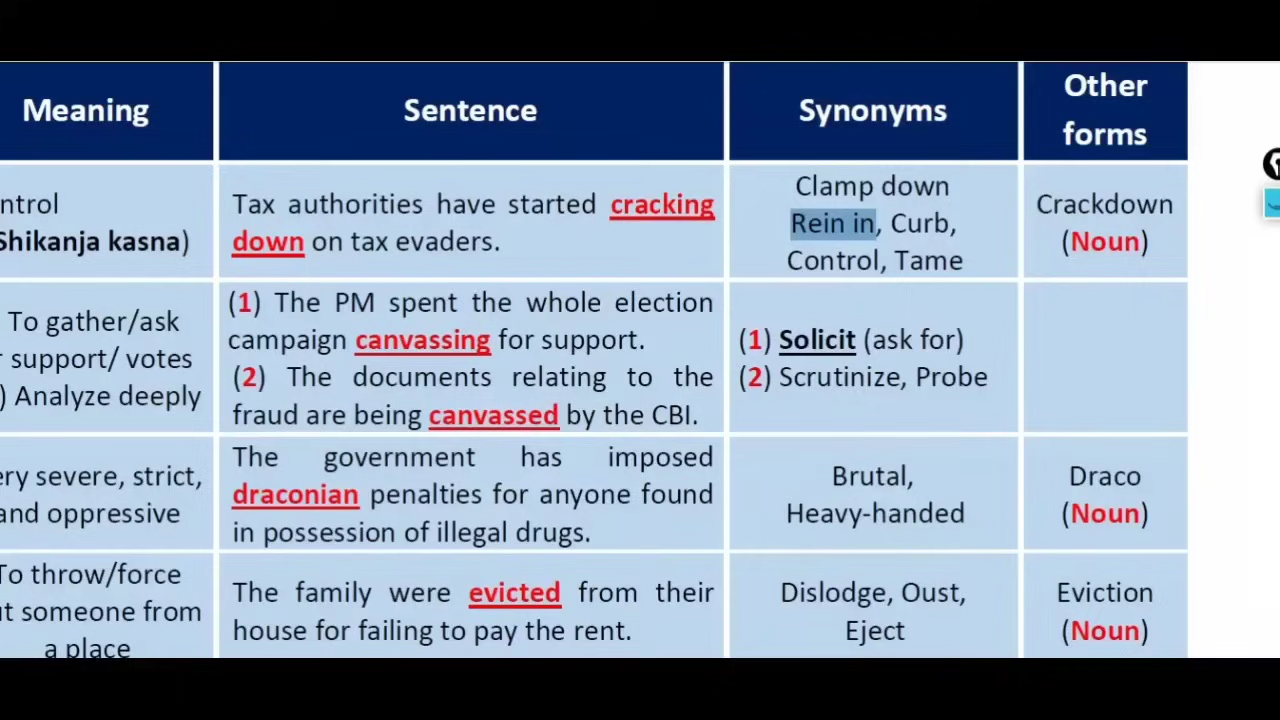 Meaning
Sentence
Synonyms
Other
forms
ntrol
Shikanja kasna)
Tax authorities have started cracking
down on tax evaders.
Clamp down
Rein in, Curb,
Control, Tame
Crackdown
(Noun)
To gather/ask
r support/ votes
) Analyze deeply
(1) The PM spent the whole election
campaign canvassing for support.
(2) The documents relating to the
fraud are being canvassed by the CBI.
(1) Solicit (ask for)
(2) Scrutinize, Probe
ery severe, strict,
and oppressive
The government has imposed
draconian penalties for anyone found
in possession of illegal drugs.
Brutal,
Heavy-handed
Draco
(Noun)
To throw/force
ut someone from
a place
The family were evicted from their
house for failing to pay the rent.
Dislodge, Oust,
Eject
Eviction
(Noun)